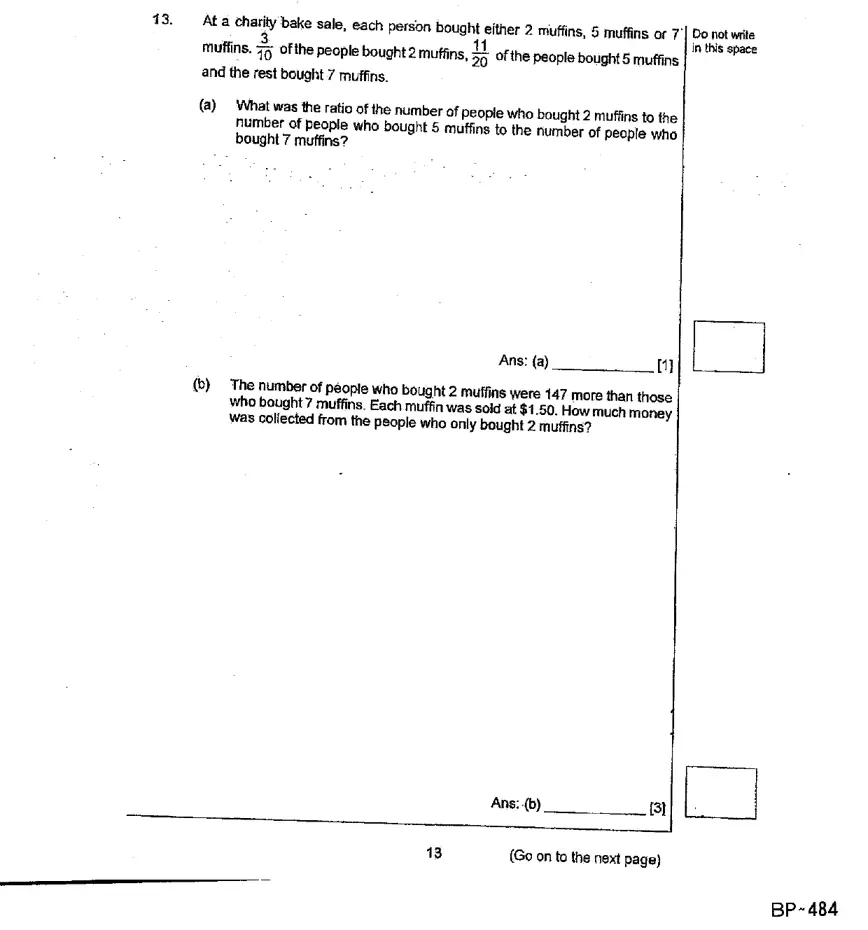 13. At a charity bake sale, each person bought either 2 muffins, 5 muffins or 7
muffins. 3/10 of the people bought 2 muffins, 11/20 of the people bought 5 muffins
and the rest bought 7 muffins.
Do not write
in this space
(a) What was the ratio of the number of people who bought 2 muffins to the
number of people who bought 5 muffins to the number of people who
bought 7 muffins?
Ans: (a) ____________ [1]
(b) The number of people who bought 2 muffins were 147 more than those
who bought 7 muffins. Each muffin was sold at $1.50. How much money
was collected from the people who only bought 2 muffins?
Ans: (b) ____________ [3]
13 (Go on to the next page)
BP-484